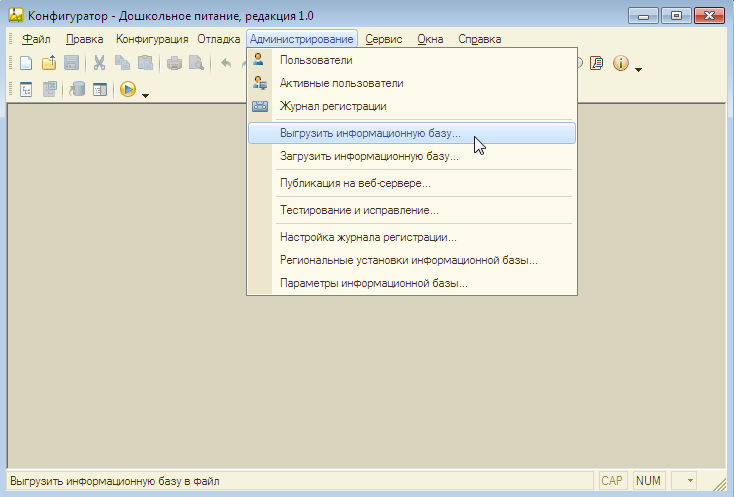 Конфигуратор - Дошкольное питание, редакция 1.0
Файл Правка Конфигурация Отладка Администрирование Сервис Окна Справка
Пользователи
Активные пользователи
Журнал регистрации
Выгрузить информационную базу...
Загрузить информационную базу...
Публикация на веб-сервере...
Тестирование и исправление...
Настройка журнала регистрации...
Региональные установки информационной базы...
Параметры информационной базы...
Выгрузить информационную базу в файл CAP NUM